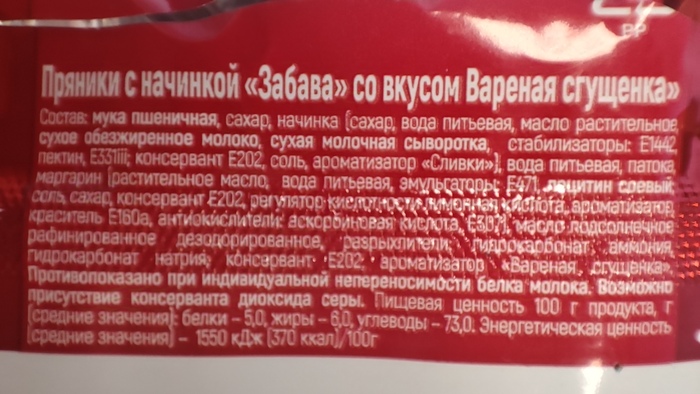 PP
Пряники с начинкой «Забава» со вкусом Вареная сгущенка»
Состав: мука пшеничная, сахар, начинка (сахар, вода питьевая, масло растительное,
сухое обезжиренное молоко, сухая молочная сыворотка, стабилизаторы: Е1442,
пектин, Е331iii; консервант Е202, соль, ароматизатор «Сливки»), вода питьевая, патока,
маргарин (растительное масло, вода питьевая, эмульгаторы: Е471, лецитин соевый;
соль, сахар, консервант Е202, регулятор кислотности лимонная кислота, ароматизатор,
краситель Е160а, антиокислители: аскорбиновая кислота, Е307), масло подсолнечное
рафинированное дезодорированное, разрыхлители: гидрокарбонат аммония,
гидрокарбонат натрия, консервант Е202, ароматизатор «Вареная сгущенка».
Противопоказано при индивидуальной непереносимости белка молока. Возможно
присутствие консерванта диоксида серы. Пищевая ценность 100 г продукта, г
(средние значения): белки – 5,0, жиры – 6,0, углеводы – 73,0. Энергетическая ценность
(средние значения) – 1550 кДж (370 ккал)/100г